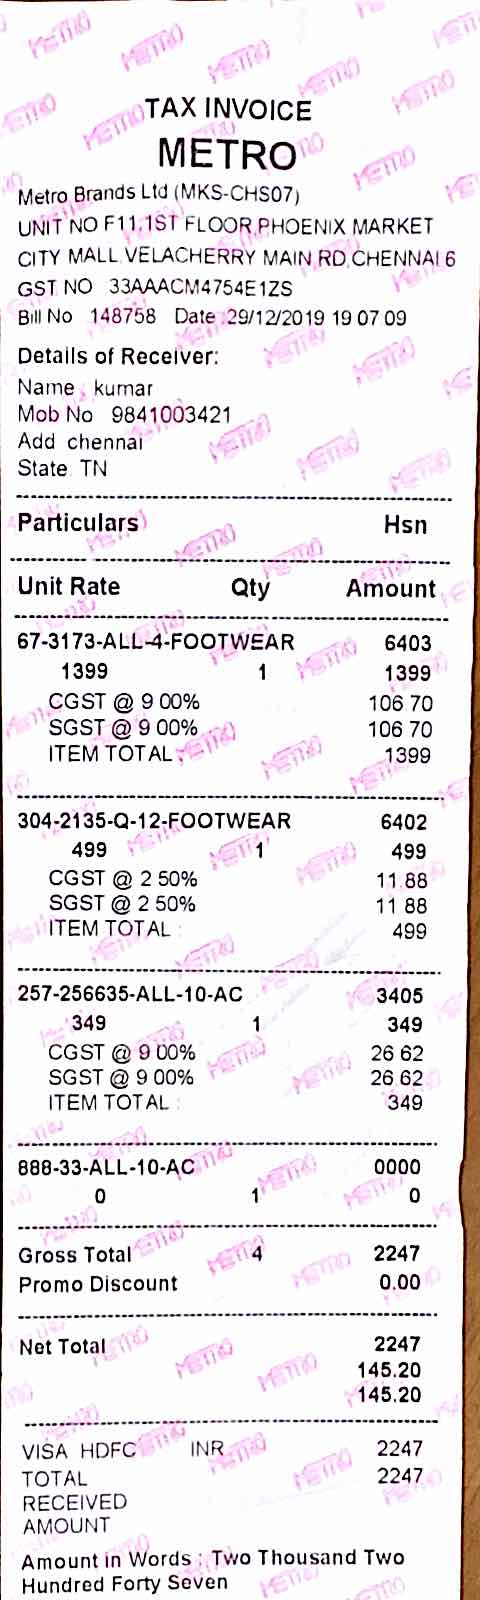 TAX INVOICE
METRO
Metro Brands Ltd (MKS-CHS07)
UNIT NO F11,1ST FLOOR,PHOENIX MARKET
CITY MALL VELACHERRY MAIN RD,CHENNAI 6
GST NO 33AAACM4754E1ZS
Bill No 148758 Date :29/12/2019 19 07 09
Details of Receiver:
Name : kumar
Mob No 9841003421
Add chennai
State TN
Particulars Hsn
Unit Rate Qty Amount
67-3173-ALL-4-FOOTWEAR 6403
1399 1 1399
CGST @ 9 00% 106 70
SGST @ 9 00% 106 70
ITEM TOTAL : 1399
304-2135-Q-12-FOOTWEAR 6402
499 1 499
CGST @ 2 50% 11.88
SGST @ 2 50% 11 88
ITEM TOTAL : 499
257-256635-ALL-10-AC 3405
349 1 349
CGST @ 9 00% 26 62
SGST @ 9 00% 26 62
ITEM TOTAL : 349
888-33-ALL-10-AC 0000
0 1 0
Gross Total 4 2247
Promo Discount 0.00
Net Total 2247
145.20
145.20
VISA HDFC INR 2247
TOTAL 2247
RECEIVED
AMOUNT
Amount in Words : Two Thousand Two
Hundred Forty Seven